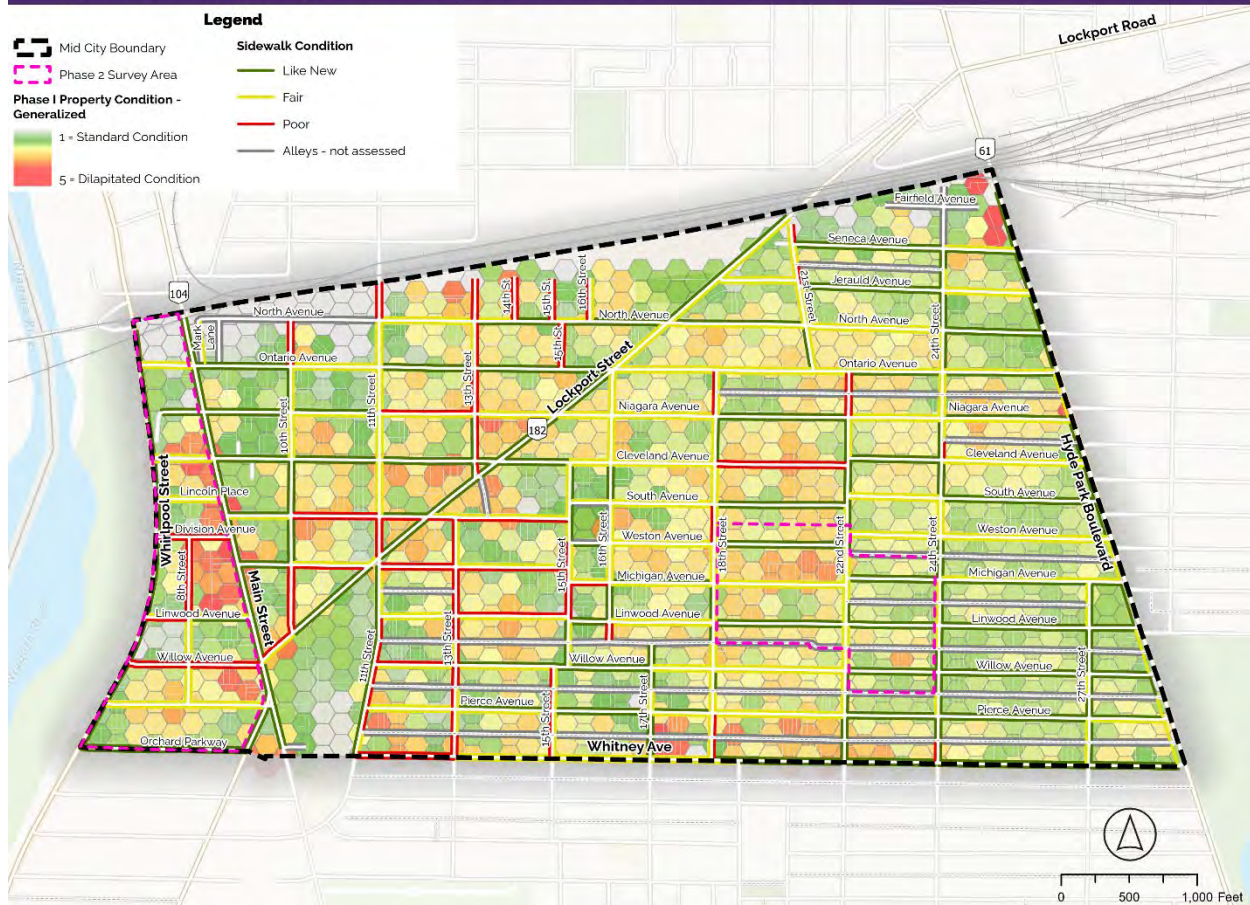 Legend
Mid City Boundary
Phase 2 Survey Area
Phase I Property Condition -
Generalized
1 = Standard Condition
5 = Dilapitated Condition
Sidewalk Condition
Like New
Fair
Poor
Alleys - not assessed
Lockport Road
61
Fairfield Avenue
Seneca Avenue
Jerauld Avenue
21st Street
24th Street
104
North Avenue
Mark
Lane
14th St
15th St.
16th Street
North Avenue
North Avenue
Ontario Avenue
15th St
Ontario Avenue
13th Street
11th Street
10th Street
Lockport Street
182
Niagara Avenue
Niagara Avenue
Cleveland Avenue
Cleveland Avenue
Hyde Park Boulevard
Whirlpool Street
Lincoln Place
South Avenue
South Avenue
Division Avenue
8th Street
Main Street
15th Street
16th Street
Weston Avenue
18th Street
22nd Street
24th Street
Weston Avenue
Michigan Avenue
Michigan Avenue
Linwood Avenue
Linwood Avenue
Linwood Avenue
11th Street
13th Street
Willow Avenue
Willow Avenue
Willow Avenue
27th Street
Pierce Avenue
15th Street
17th Street
Pierce Avenue
Orchard Parkway
Whitney Ave
0 500 1,000 Feet